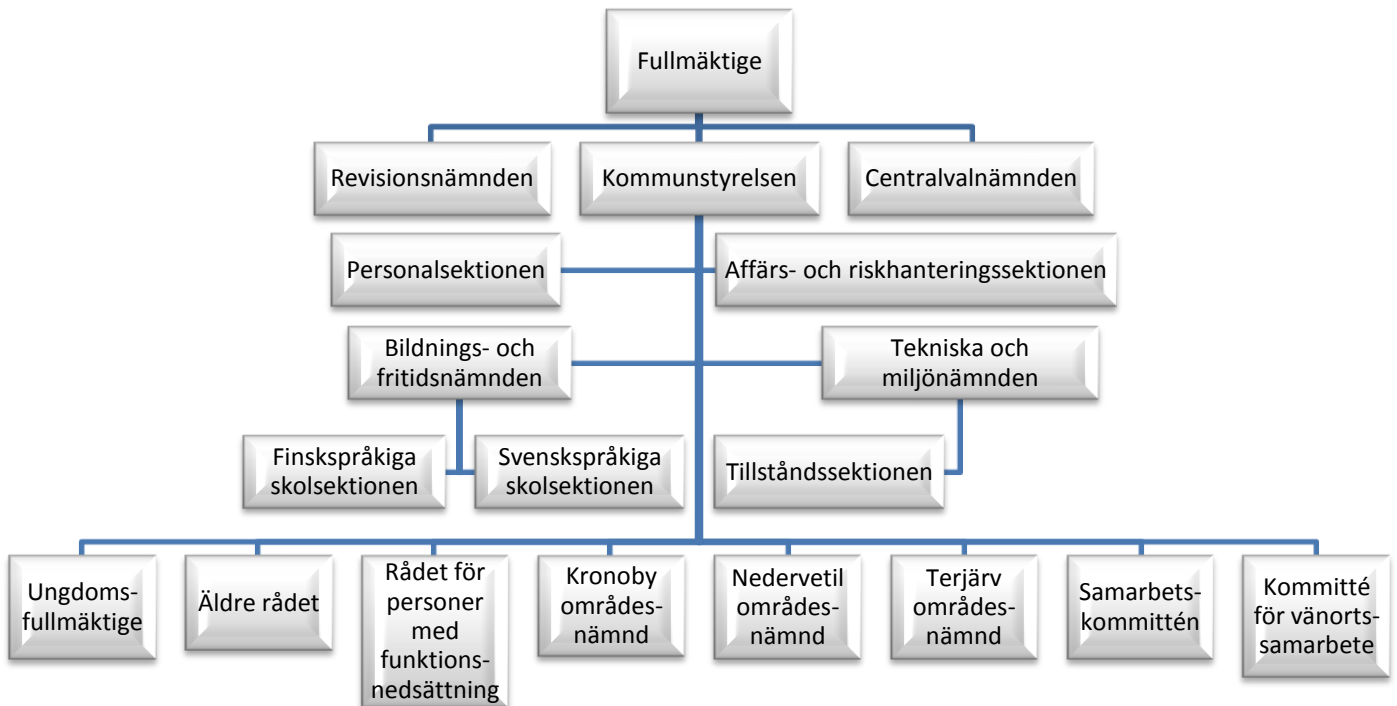 Fullmäktige
Revisionsnämnden
Kommunstyrelsen
Centralvalnämnden
Personalsektionen
Affärs- och riskhanteringssektionen
Bildnings- och
fritidsnämnden
Tekniska och
miljönämnden
Finskspråkiga
skolsektionen
Svenskspråkiga
skolsektionen
Tillståndssektionen
Ungdoms-
fullmäktige
Äldre rådet
Rådet för
personer
med
funktions-
nedsättning
Kronoby
områdes-
nämnd
Nedervetil
områdes-
nämnd
Terjärv
områdes-
nämnd
Samarbets-
kommittén
Kommitté
för vänorts-
samarbete